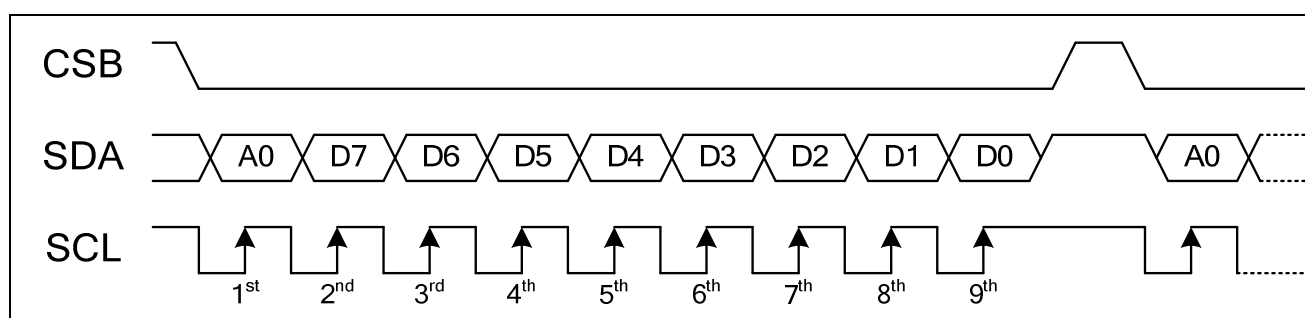 CSB
SDA A0 D7 D6 D5 D4 D3 D2 D1 D0 A0
SCL
1st 2nd 3rd 4th 5th 6th 7th 8th 9th